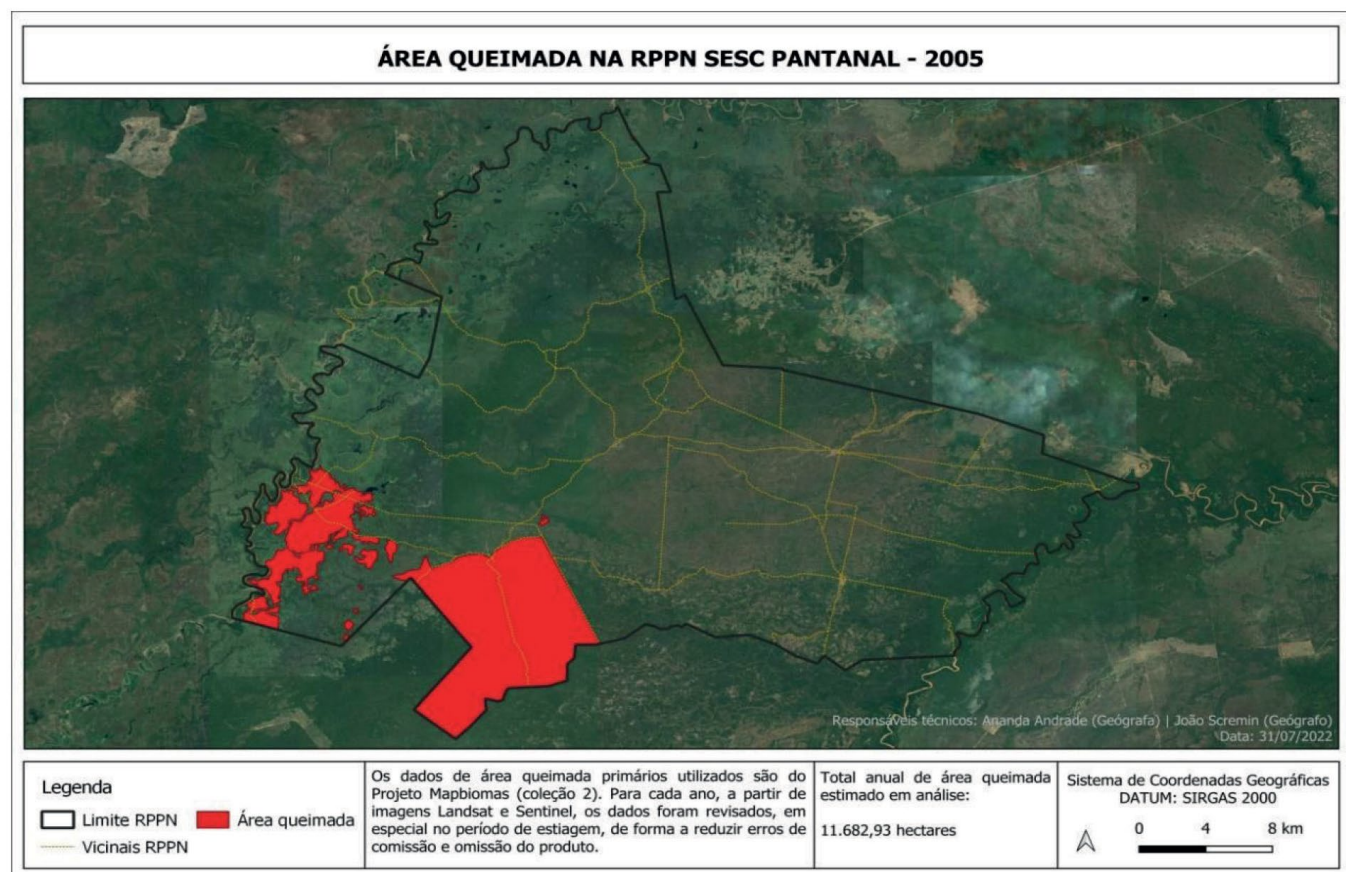 ÁREA QUEIMADA NA RPPN SESC PANTANAL - 2005
Responsáveis técnicos: Ananda Andrade (Geógrafa) | João Scremin (Geógrafo)
Data: 31/07/2022
Legenda
Limite RPPN
Área queimada
Vicinais RPPN
Os dados de área queimada primários utilizados são do
Projeto Mapbiomas (coleção 2). Para cada ano, a partir de
imagens Landsat e Sentinel, os dados foram revisados, em
especial no período de estiagem, de forma a reduzir erros de
comissão e omissão do produto.
Total anual de área queimada
estimado em análise:
11.682,93 hectares
Sistema de Coordenadas Geográficas
DATUM: SIRGAS 2000
0 4 8 km